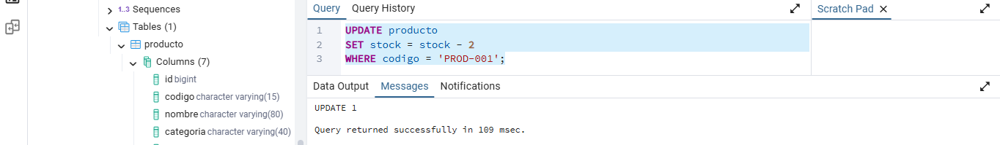 Sequences
Tables (1)
producto
Columns (7)
id bigint
codigo character varying(15)
nombre character varying(80)
categoria character varying(40)
Query Query History
Scratch Pad
1 UPDATE producto
2 SET stock = stock - 2
3 WHERE codigo = 'PROD-001';
Data Output Messages Notifications
UPDATE 1
Query returned successfully in 109 msec.